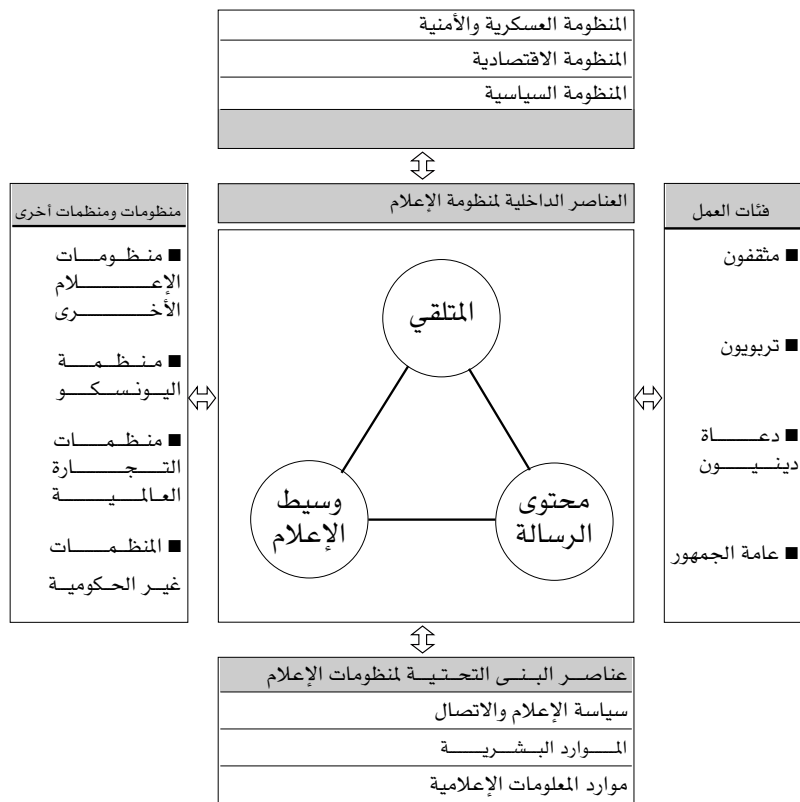 المنظومة العسكرية والأمنية
المنظومة الاقتصادية
المنظومة السياسية
العناصر الداخلية لمنظومة الإعلام
فئات العمل
■ مثقفون
■ تربويون
■ دعاة
دينيون
■ عامة الجمهور
المتلقي
محتوى
الرسالة
وسيط
الإعلام
منظومات ومنظمات أخرى
■ منظومات
الإعلام
الأخرى
■ منظمة
اليونسكو
■ منظمات
التجارة
العالمية
■ المنظمات
غير الحكومية
عناصر البنى التحتية لمنظومات الإعلام
سياسة الإعلام والاتصال
الموارد البشرية
موارد المعلومات الإعلامية